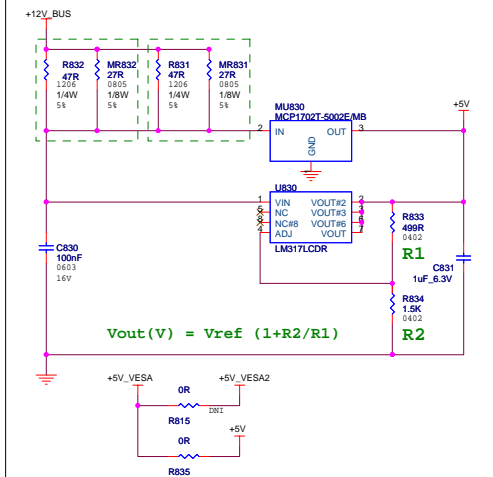 +12V_BUS
R832
47R
1206
1/4W
5%
MR832
27R
0805
1/8W
5%
R831
47R
1206
1/4W
5%
MR831
27R
0805
1/8W
5%
+5V
MU830
MCP1702T-5002E/MB
2 IN OUT 3
GND
U830
1 VIN VOUT#2 2
5 NC VOUT#3 3
8 NC#8 VOUT#6 6
4 ADJ VOUT 7
LM317LCDR
R833
499R
0402
R1
C830
100nF
0603
16V
C831
1uF_6.3V
R834
1.5K
0402
R2
Vout(V) = Vref (1+R2/R1)
+5V_VESA
+5V_VESA2
0R
DNI
R815
+5V
0R
R835